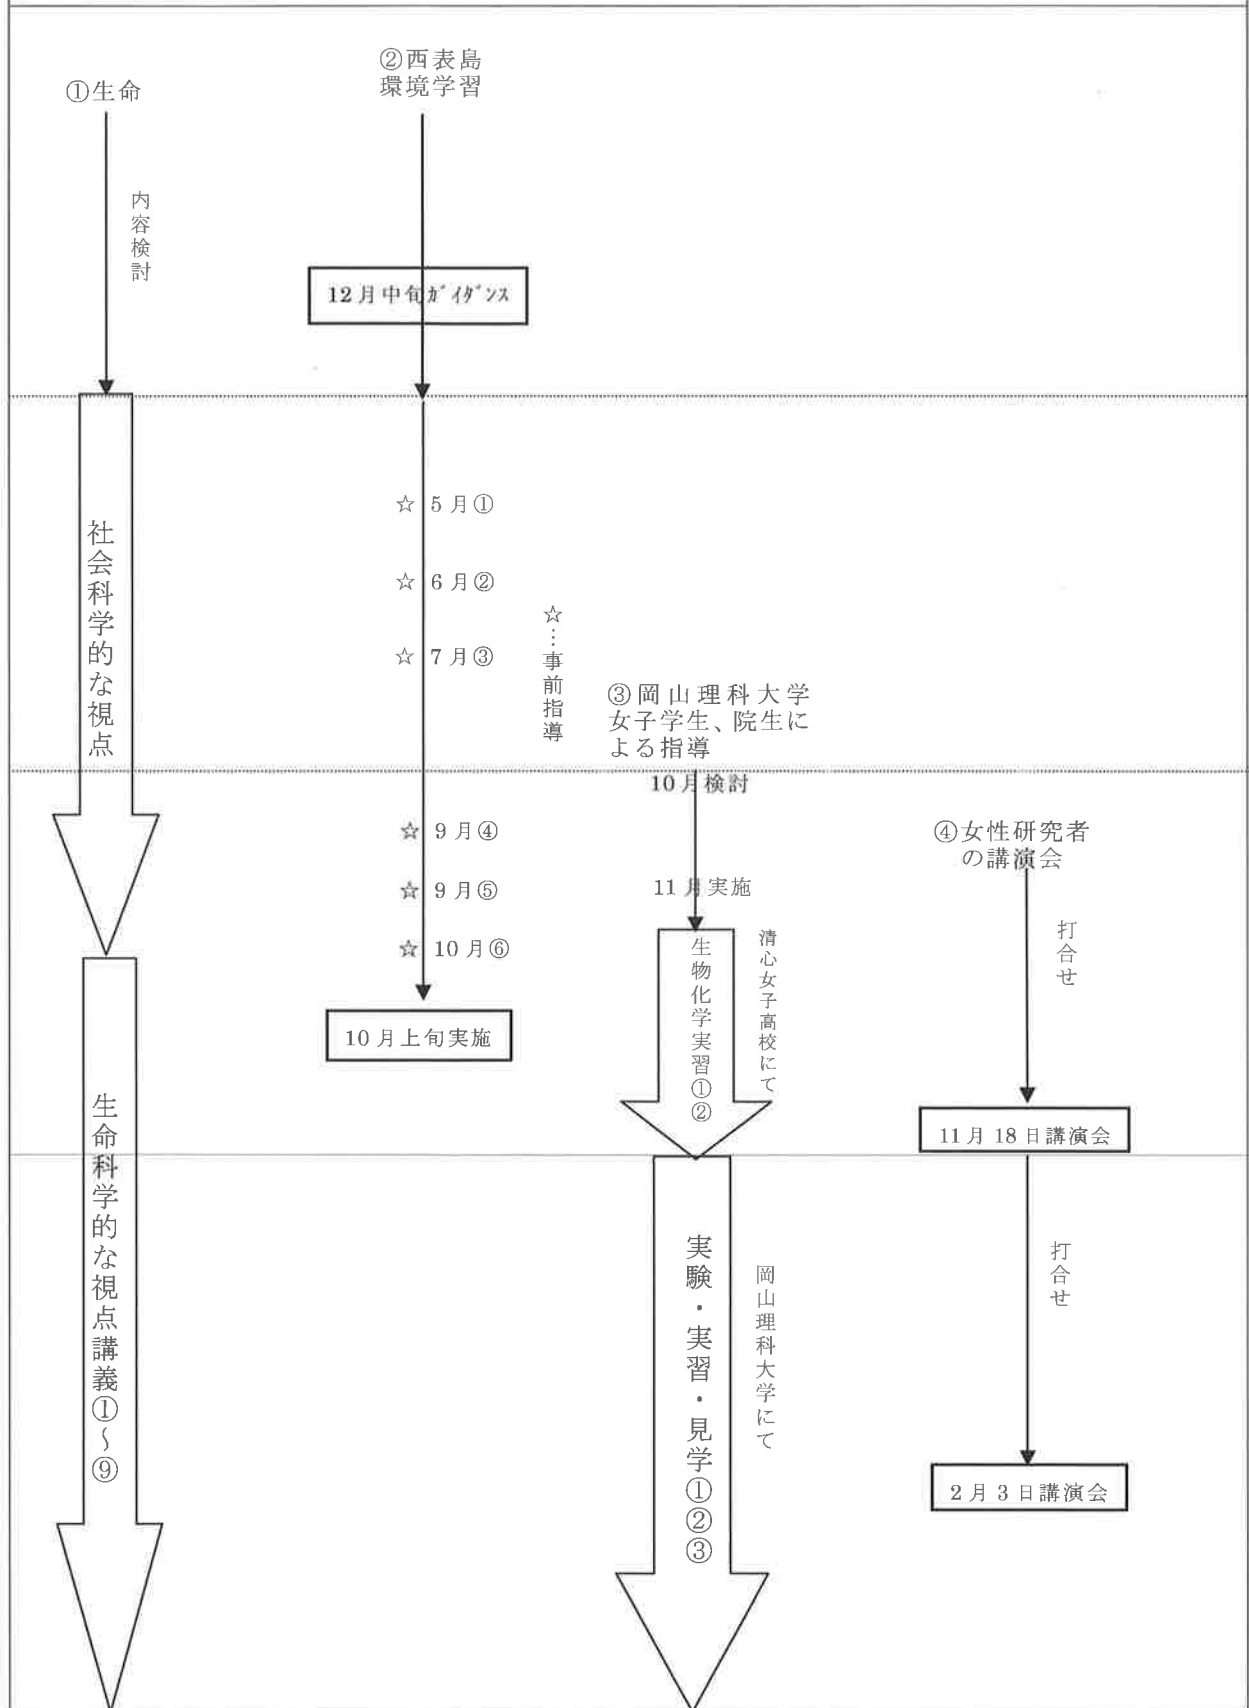 ①生命
②西表島
環境学習
内容検討
12月中旬ｶﾞｲﾀﾞﾝｽ
社会科学的な視点
☆ 5月①
☆ 6月②
☆ 7月③
☆…事前指導
③岡山理科大学
女子学生、院生に
よる指導
10月検討
☆ 9月④
☆ 9月⑤
☆ 10月⑥
10月上旬実施
11月実施
生物化学実習①②
清心女子高校にて
④女性研究者
の講演会
打合せ
11月18日講演会
生命科学的な視点講義①～⑨
実験・実習・見学①②③
岡山理科大学にて
打合せ
2月3日講演会